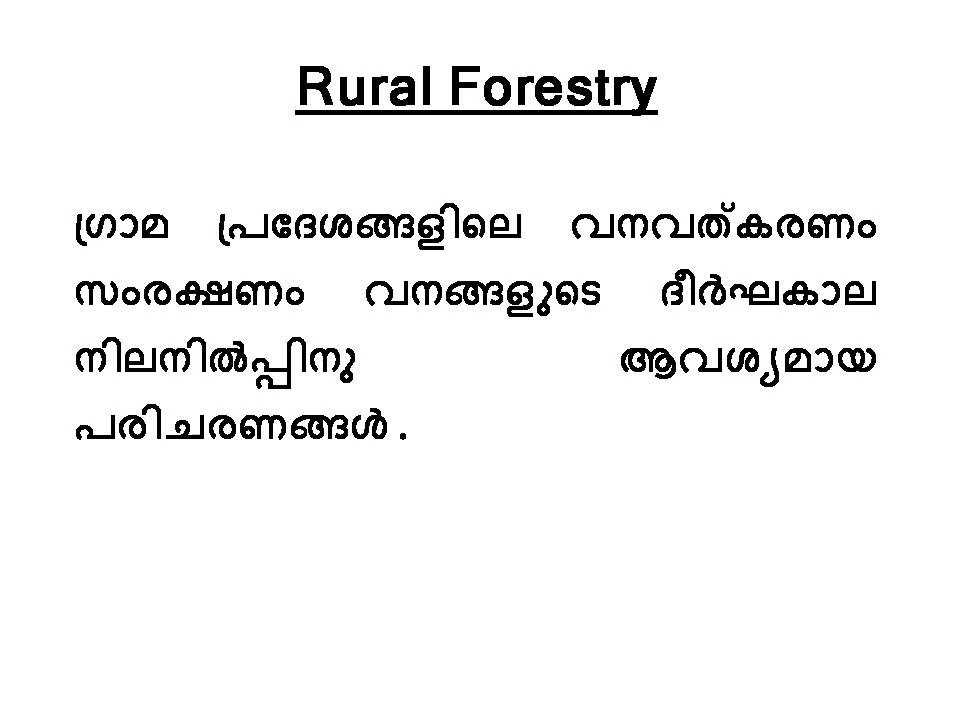 Rural Forestry
ഗ്രാമ പ്രദേശങ്ങളിലെ വനവത്കരണം
സംരക്ഷണം വനങ്ങളുടെ ദീർഘകാല
നിലനിൽപ്പിനു ആവശ്യമായ
പരിചരണങ്ങൾ .